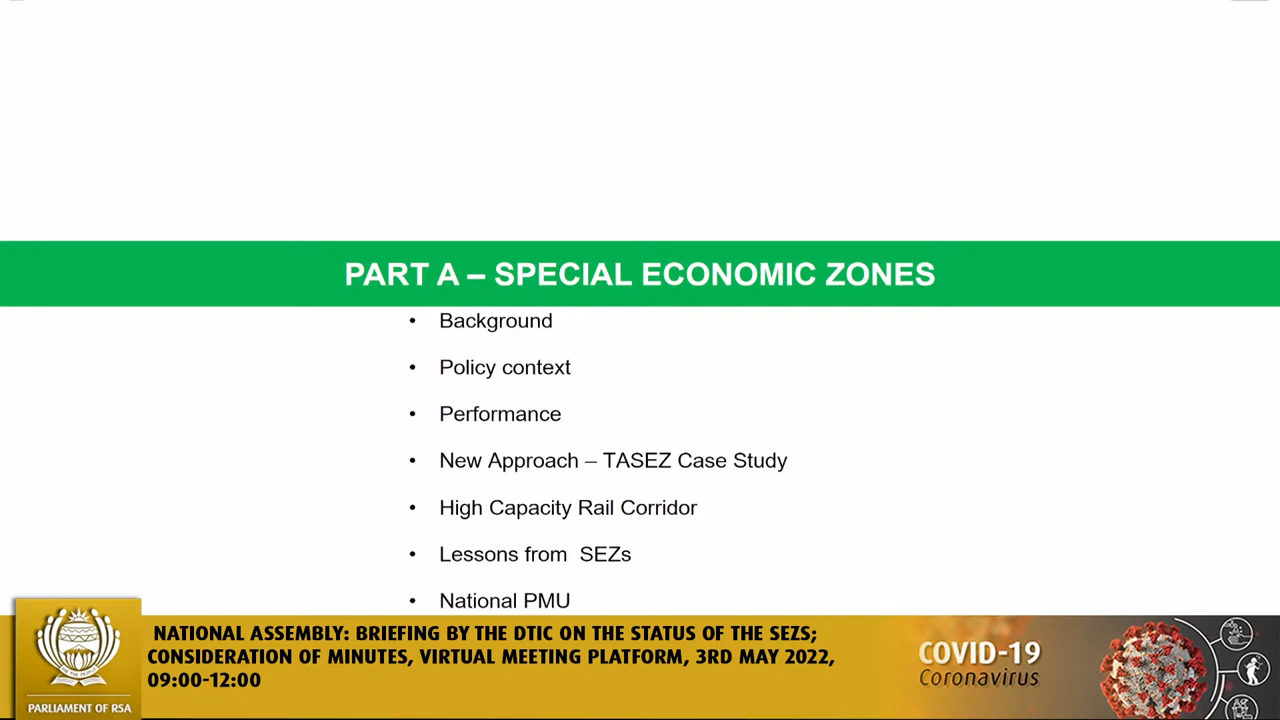 PART A – SPECIAL ECONOMIC ZONES
• Background
• Policy context
• Performance
• New Approach – TASEZ Case Study
• High Capacity Rail Corridor
• Lessons from  SEZs
• National PMU
NATIONAL ASSEMBLY: BRIEFING BY THE DTIC ON THE STATUS OF THE SEZS;
CONSIDERATION OF MINUTES, VIRTUAL MEETING PLATFORM, 3RD MAY 2022,
09:00-12:00
PARLIAMENT OF RSA
COVID-19
Coronavirus